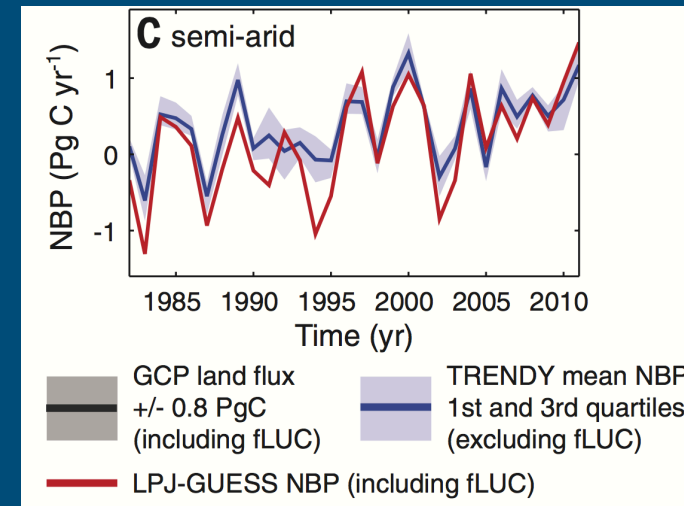 C semi-arid
NBP (Pg C yr-1)
1
0
-1
1985 1990 1995 2000 2005 2010
Time (yr)
GCP land flux
+/- 0.8 PgC
(including fLUC)
TRENDY mean NBP
1st and 3rd quartiles
(excluding fLUC)
LPJ-GUESS NBP (including fLUC)